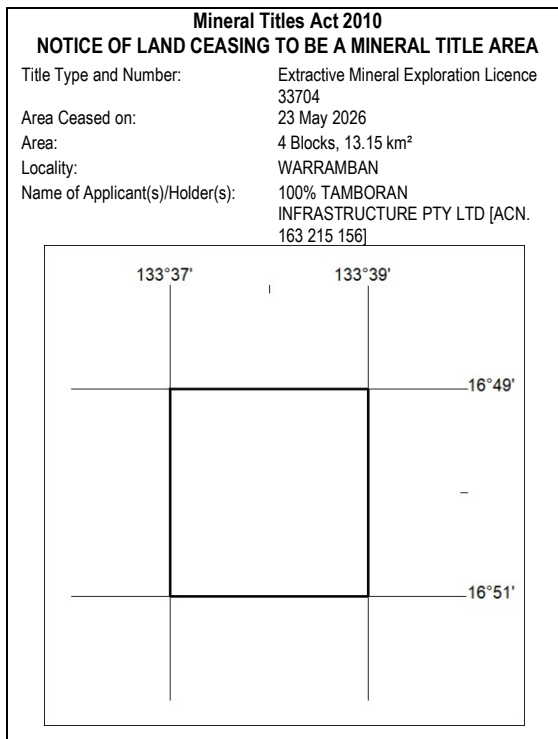 Mineral Titles Act 2010
NOTICE OF LAND CEASING TO BE A MINERAL TITLE AREA
Title Type and Number: Extractive Mineral Exploration Licence
33704
Area Ceased on: 23 May 2026
Area: 4 Blocks, 13.15 km²
Locality: WARRAMBAN
Name of Applicant(s)/Holder(s): 100% TAMBORAN
INFRASTRUCTURE PTY LTD [ACN.
163 215 156]
133°37' 133°39'
16°49'
16°51'